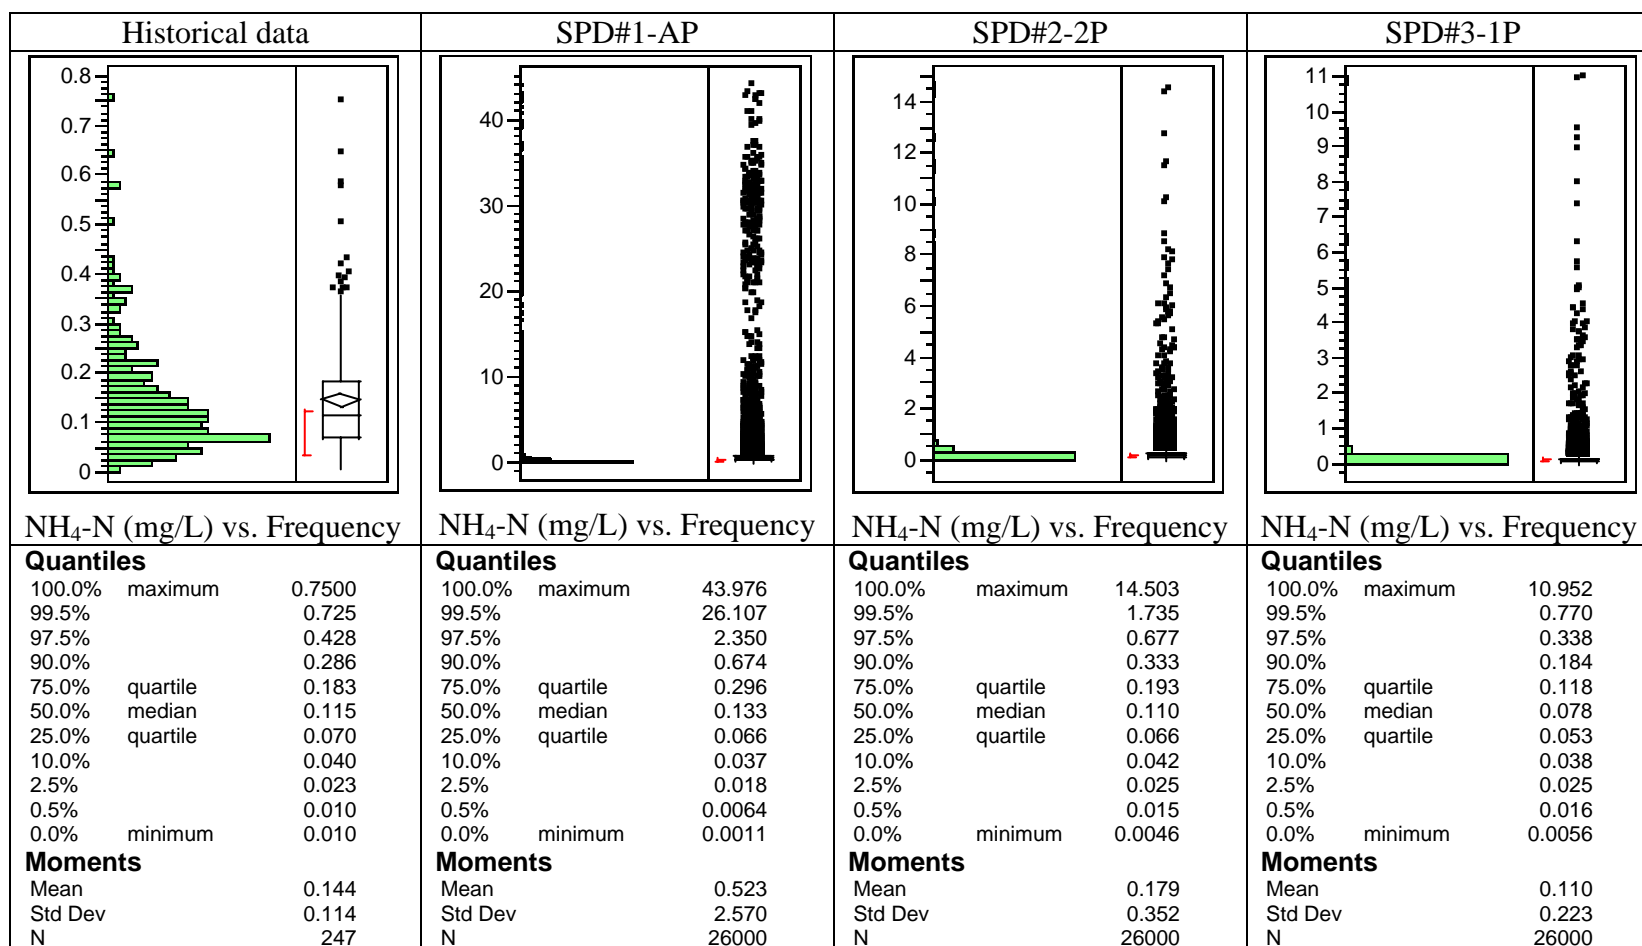 Historical data SPD#1-AP SPD#2-2P SPD#3-1P
0.8
0.7
0.6
0.5
0.4
0.3
0.2
0.1
0
40
30
20
10
0
14
12
10
8
6
4
2
0
11
10
9
8
7
6
5
4
3
2
1
0
NH₄-N (mg/L) vs. Frequency NH₄-N (mg/L) vs. Frequency NH₄-N (mg/L) vs. Frequency NH₄-N (mg/L) vs. Frequency
Quantiles Quantiles Quantiles Quantiles
100.0% maximum 0.7500 100.0% maximum 43.976 100.0% maximum 14.503 100.0% maximum 10.952
99.5% 0.725 99.5% 26.107 99.5% 1.735 99.5% 0.770
97.5% 0.428 97.5% 2.350 97.5% 0.677 97.5% 0.338
90.0% 0.286 90.0% 0.674 90.0% 0.333 90.0% 0.184
75.0% quartile 0.183 75.0% quartile 0.296 75.0% quartile 0.193 75.0% quartile 0.118
50.0% median 0.115 50.0% median 0.133 50.0% median 0.110 50.0% median 0.078
25.0% quartile 0.070 25.0% quartile 0.066 25.0% quartile 0.066 25.0% quartile 0.053
10.0% 0.040 10.0% 0.037 10.0% 0.042 10.0% 0.038
2.5% 0.023 2.5% 0.018 2.5% 0.025 2.5% 0.025
0.5% 0.010 0.5% 0.0064 0.5% 0.015 0.5% 0.016
0.0% minimum 0.010 0.0% minimum 0.0011 0.0% minimum 0.0046 0.0% minimum 0.0056
Moments Moments Moments Moments
Mean 0.144 Mean 0.523 Mean 0.179 Mean 0.110
Std Dev 0.114 Std Dev 2.570 Std Dev 0.352 Std Dev 0.223
N 247 N 26000 N 26000 N 26000